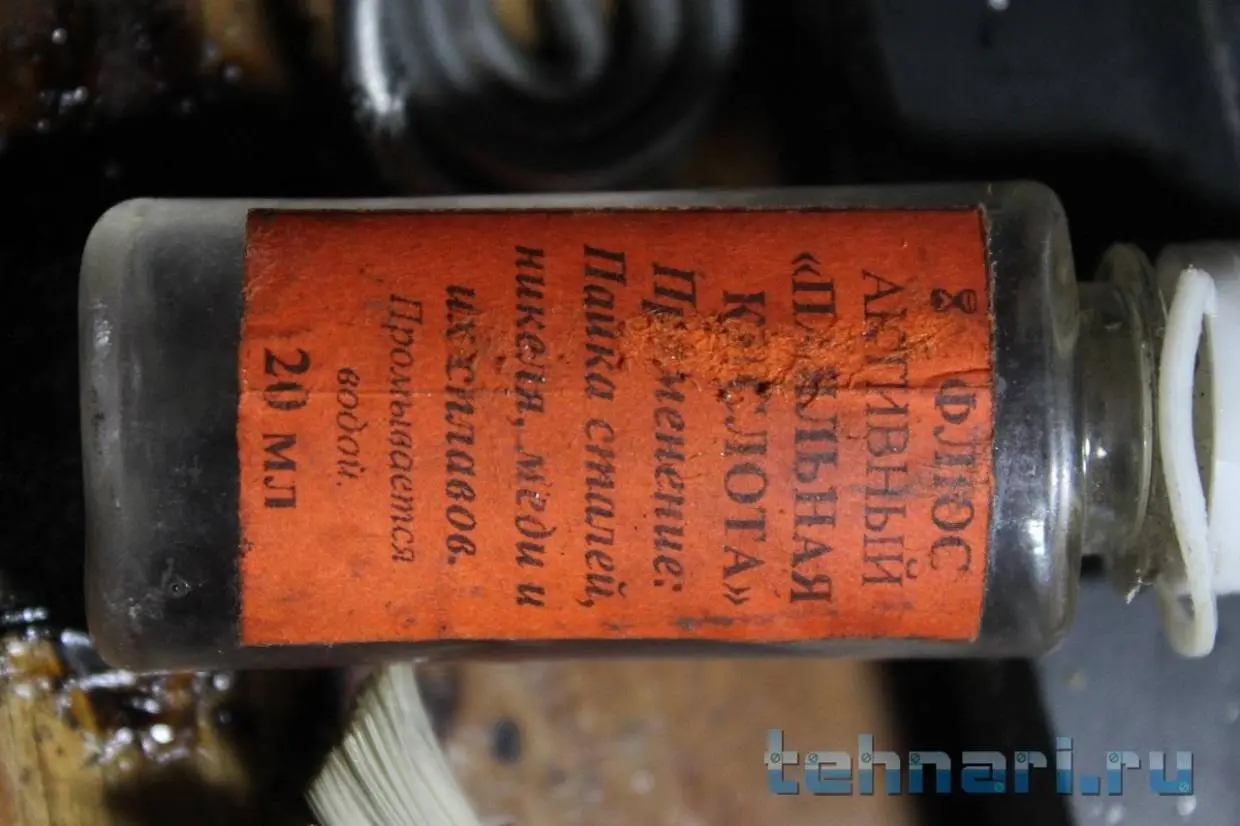 ФЛЮС
АКТИВНЫЙ
«ПАЯЛЬНАЯ
КИСЛОТА»
Применение:
Пайка сталей,
никеля, меди и
их сплавов.
Промывается
водой.
20 МЛ
tehnari.ru